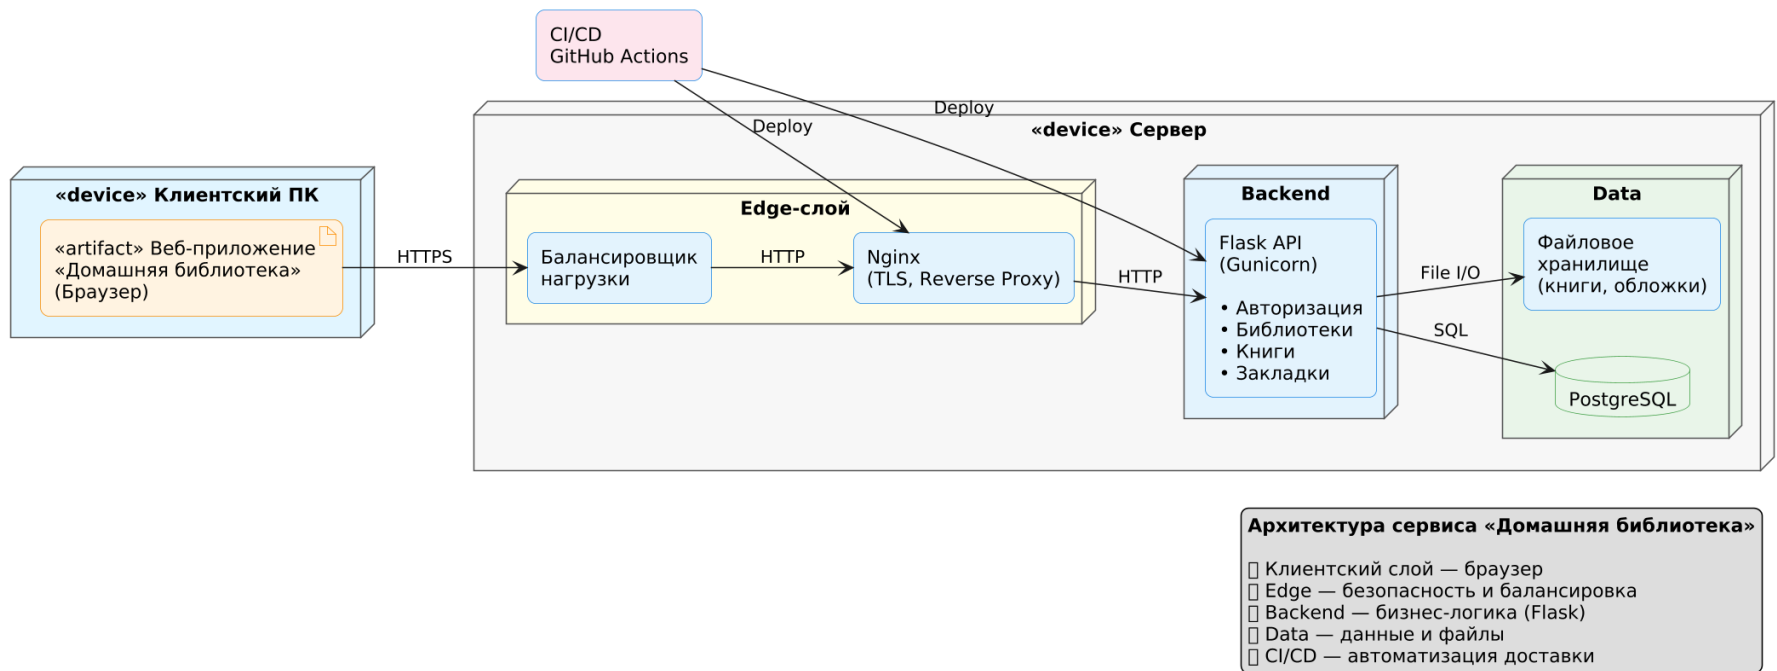 CI/CD
GitHub Actions
Deploy
Deploy
«device» Сервер
«device» Клиентский ПК
«artifact» Веб-приложение
«Домашняя библиотека»
(Браузер)
HTTPS
Edge-слой
Балансировщик
нагрузки
HTTP
Nginx
(TLS, Reverse Proxy)
HTTP
Backend
Flask API
(Gunicorn)
• Авторизация
• Библиотеки
• Книги
• Закладки
File I/O
SQL
Data
Файловое
хранилище
(книги, обложки)
PostgreSQL
Архитектура сервиса «Домашняя библиотека»
▯ Клиентский слой — браузер
▯ Edge — безопасность и балансировка
▯ Backend — бизнес-логика (Flask)
▯ Data — данные и файлы
▯ CI/CD — автоматизация доставки